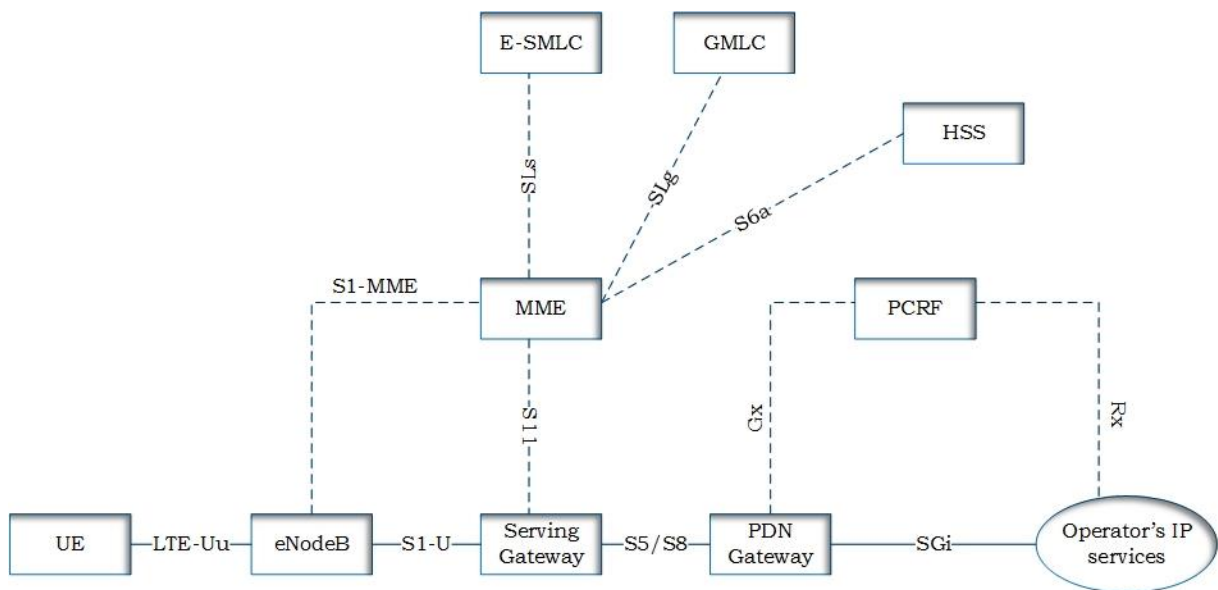 E-SMLC
GMLC
HSS
SLs
SLg
S6a
S1-MME
MME
PCRF
S11
Gx
Rx
UE
LTE-Uu
eNodeB
S1-U
Serving
Gateway
S5/S8
PDN
Gateway
SGi
Operator's IP
services